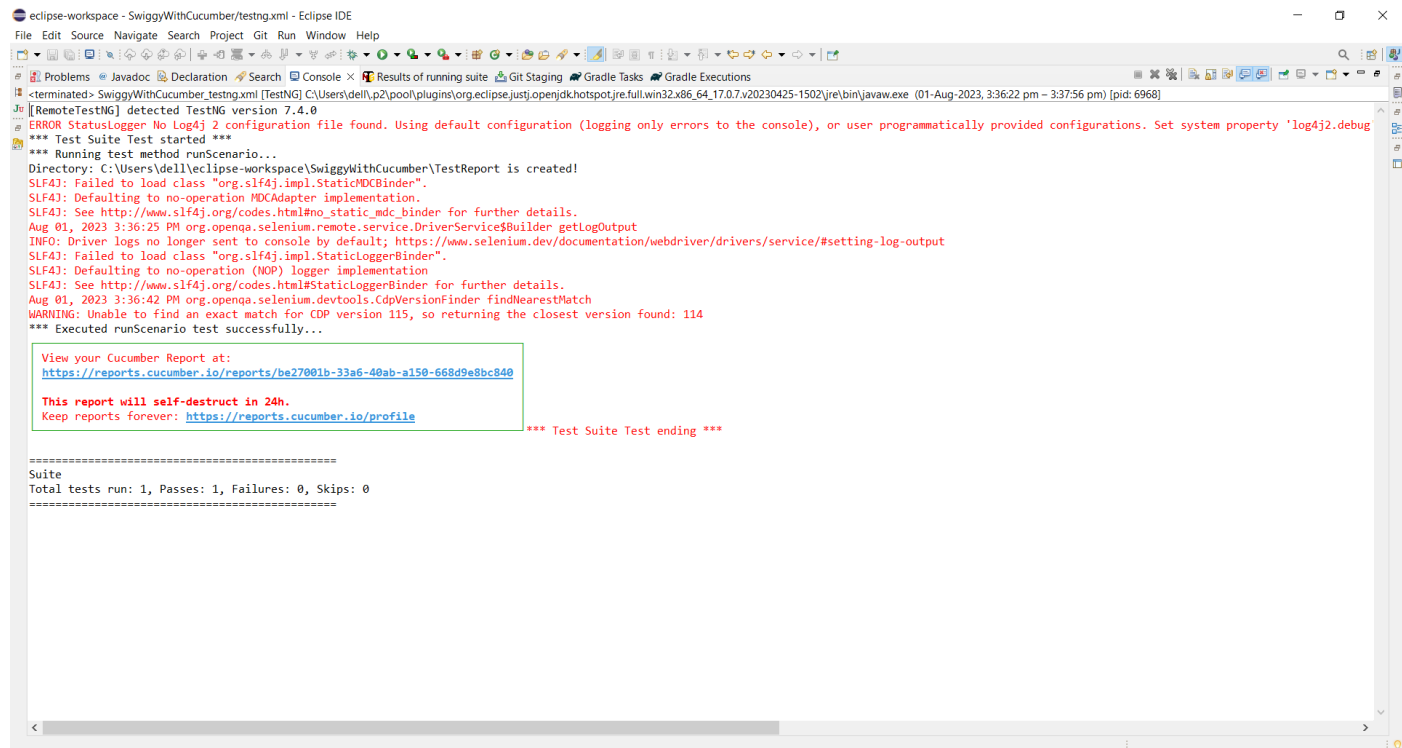 eclipse-workspace - SwiggyWithCucumber/testng.xml - Eclipse IDE
File Edit Source Navigate Search Project Git Run Window Help
Problems Javadoc Declaration Search Console Results of running suite Git Staging Gradle Tasks Gradle Executions
<terminated> SwiggyWithCucumber_testng.xml [TestNG] C:\Users\dell\.p2\pool\plugins\org.eclipse.justj.openjdk.hotspot.jre.full.win32.x86_64_17.0.7.v20230425-1502\jre\bin\javaw.exe (01-Aug-2023, 3:36:22 pm – 3:37:56 pm) [pid: 6968]
[RemoteTestNG] detected TestNG version 7.4.0
ERROR StatusLogger No Log4j 2 configuration file found. Using default configuration (logging only errors to the console), or user programmatically provided configurations. Set system property 'log4j2.debug
*** Test Suite Test started ***
*** Running test method runScenario...
Directory: C:\Users\dell\eclipse-workspace\SwiggyWithCucumber\TestReport is created!
SLF4J: Failed to load class "org.slf4j.impl.StaticMDCBinder".
SLF4J: Defaulting to no-operation MDCAdapter implementation.
SLF4J: See http://www.slf4j.org/codes.html#no_static_mdc_binder for further details.
Aug 01, 2023 3:36:25 PM org.openqa.selenium.remote.service.DriverService$Builder getLogOutput
INFO: Driver logs no longer sent to console by default; https://www.selenium.dev/documentation/webdriver/drivers/service/#setting-log-output
SLF4J: Failed to load class "org.slf4j.impl.StaticLoggerBinder".
SLF4J: Defaulting to no-operation (NOP) logger implementation
SLF4J: See http://www.slf4j.org/codes.html#StaticLoggerBinder for further details.
Aug 01, 2023 3:36:42 PM org.openqa.selenium.devtools.CdpVersionFinder findNearestMatch
WARNING: Unable to find an exact match for CDP version 115, so returning the closest version found: 114
*** Executed runScenario test successfully...
View your Cucumber Report at:
https://reports.cucumber.io/reports/be27001b-33a6-40ab-a150-668d9e8bc840
This report will self-destruct in 24h.
Keep reports forever: https://reports.cucumber.io/profile
*** Test Suite Test ending ***
===============================================
Suite
Total tests run: 1, Passes: 1, Failures: 0, Skips: 0
===============================================